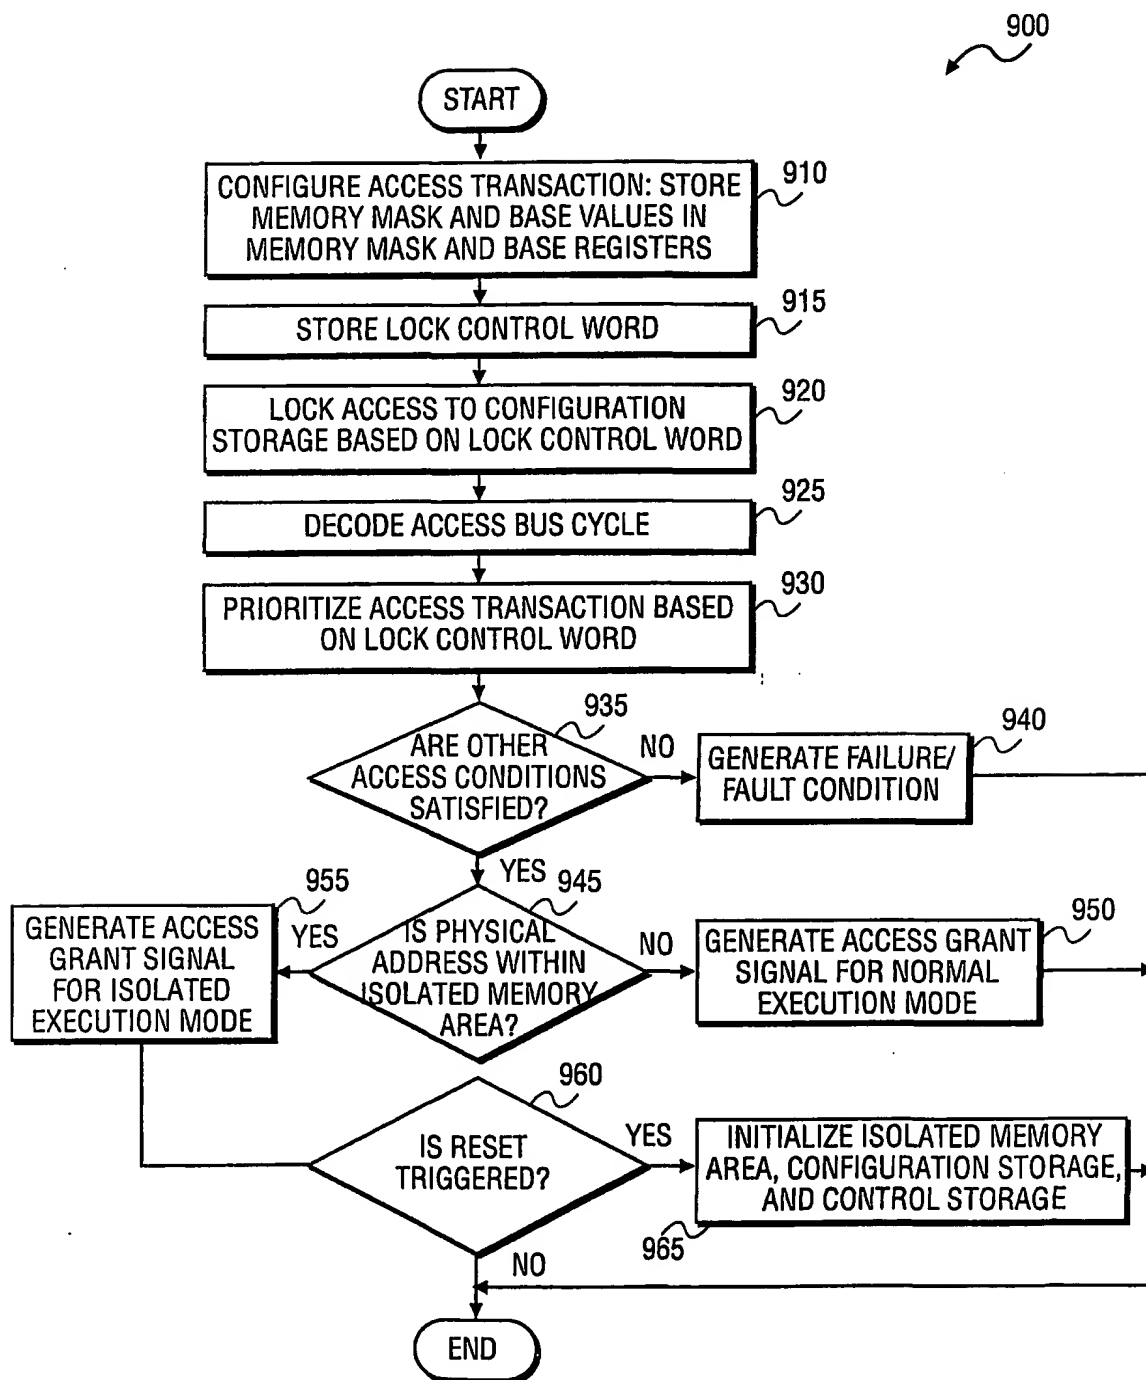 900
START
910
CONFIGURE ACCESS TRANSACTION: STORE
MEMORY MASK AND BASE VALUES IN
MEMORY MASK AND BASE REGISTERS
915
STORE LOCK CONTROL WORD
920
LOCK ACCESS TO CONFIGURATION
STORAGE BASED ON LOCK CONTROL WORD
925
DECODE ACCESS BUS CYCLE
930
PRIORITIZE ACCESS TRANSACTION BASED
ON LOCK CONTROL WORD
935
ARE OTHER
ACCESS CONDITIONS
SATISFIED?
NO
940
GENERATE FAILURE/
FAULT CONDITION
YES
945
IS PHYSICAL
ADDRESS WITHIN
ISOLATED MEMORY
AREA?
YES
955
GENERATE ACCESS
GRANT SIGNAL
FOR ISOLATED
EXECUTION MODE
NO
950
GENERATE ACCESS GRANT
SIGNAL FOR NORMAL
EXECUTION MODE
960
IS RESET
TRIGGERED?
YES
INITIALIZE ISOLATED MEMORY
AREA, CONFIGURATION STORAGE,
AND CONTROL STORAGE
965
NO
END